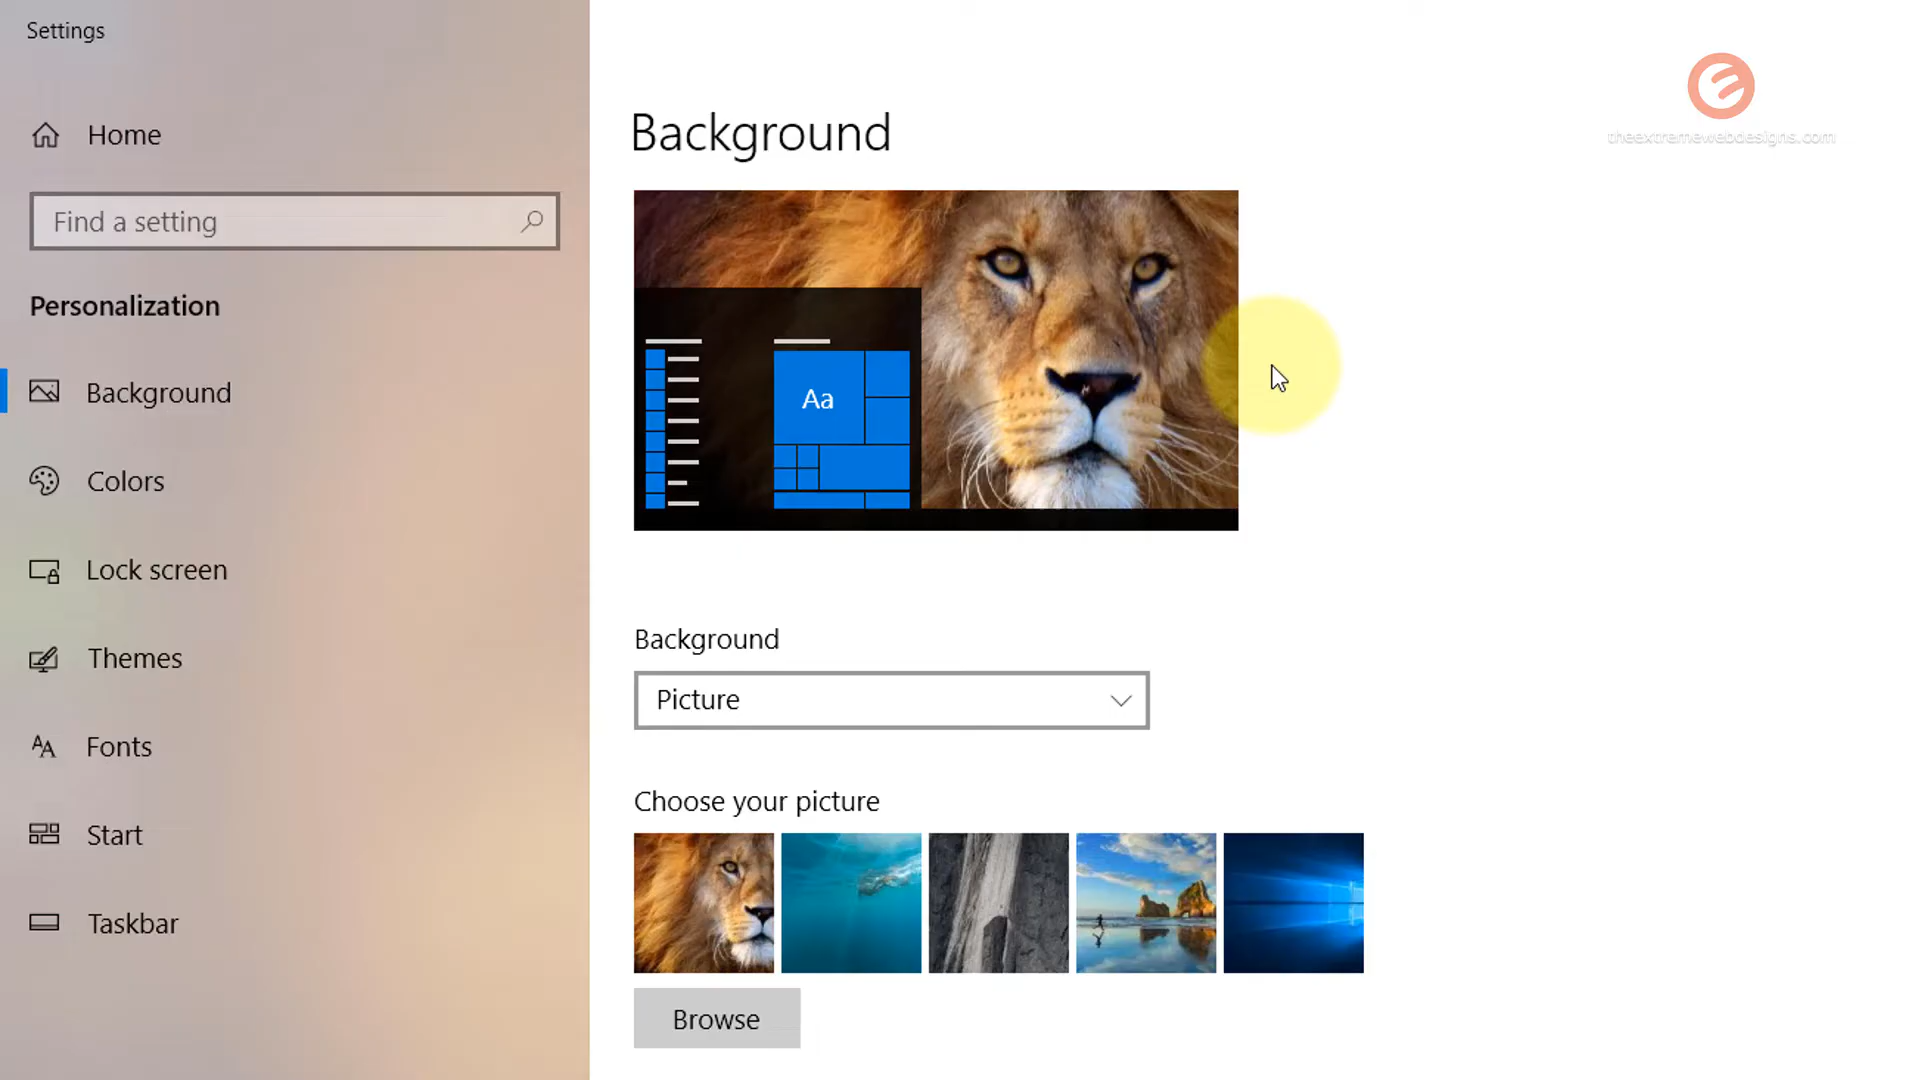 Settings
theextremewebdesigns.com
Home
Find a setting
Personalization
Background
Colors
Lock screen
Themes
Fonts
Start
Taskbar
Background
Aa
Background
Picture
Choose your picture
Browse